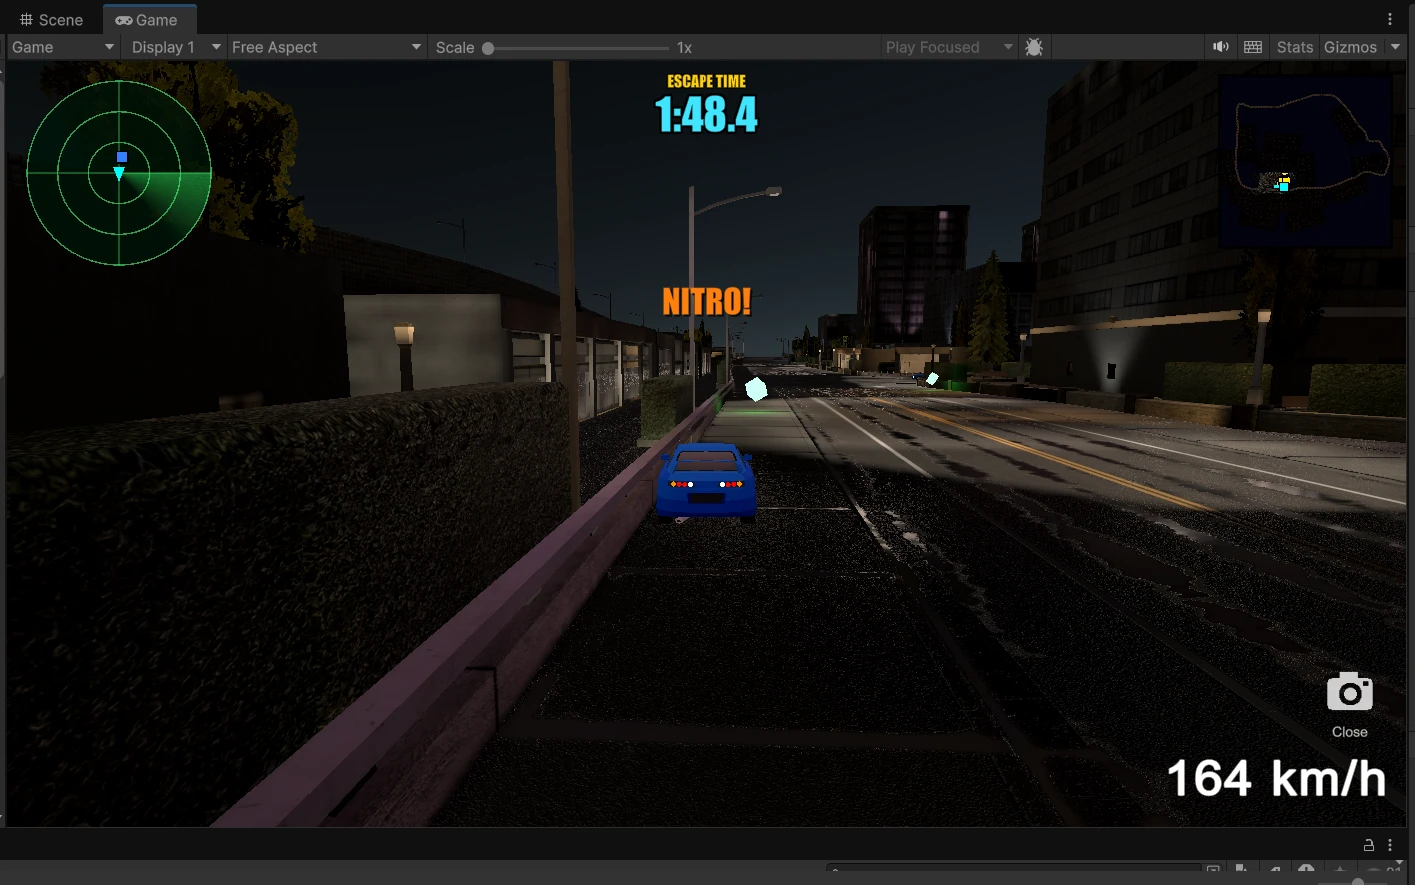 Scene
Game
Game
Display 1
Free Aspect
Scale
1x
Play Focused
Stats
Gizmos
ESCAPE TIME
1:48.4
NITRO!
Close
164 km/h